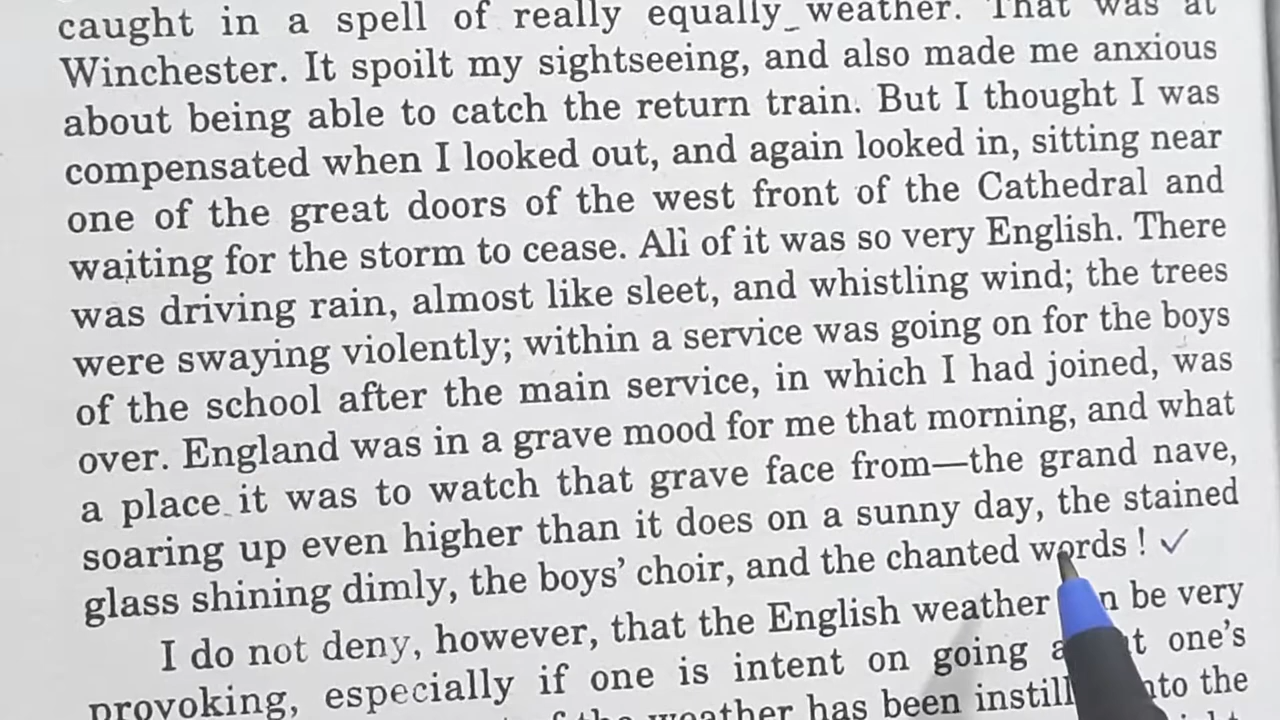 caught in a spell of really equally weather. That was at
Winchester. It spoilt my sightseeing, and also made me anxious
about being able to catch the return train. But I thought I was
compensated when I looked out, and again looked in, sitting near
one of the great doors of the west front of the Cathedral and
waiting for the storm to cease. All of it was so very English. There
was driving rain, almost like sleet, and whistling wind; the trees
were swaying violently; within a service was going on for the boys
of the school after the main service, in which I had joined, was
over. England was in a grave mood for me that morning, and what
a place it was to watch that grave face from—the grand nave,
soaring up even higher than it does on a sunny day, the stained
glass shining dimly, the boys' choir, and the chanted words !
I do not deny, however, that the English weather be very
provoking, especially if one is intent on going one's
of the weather has been the